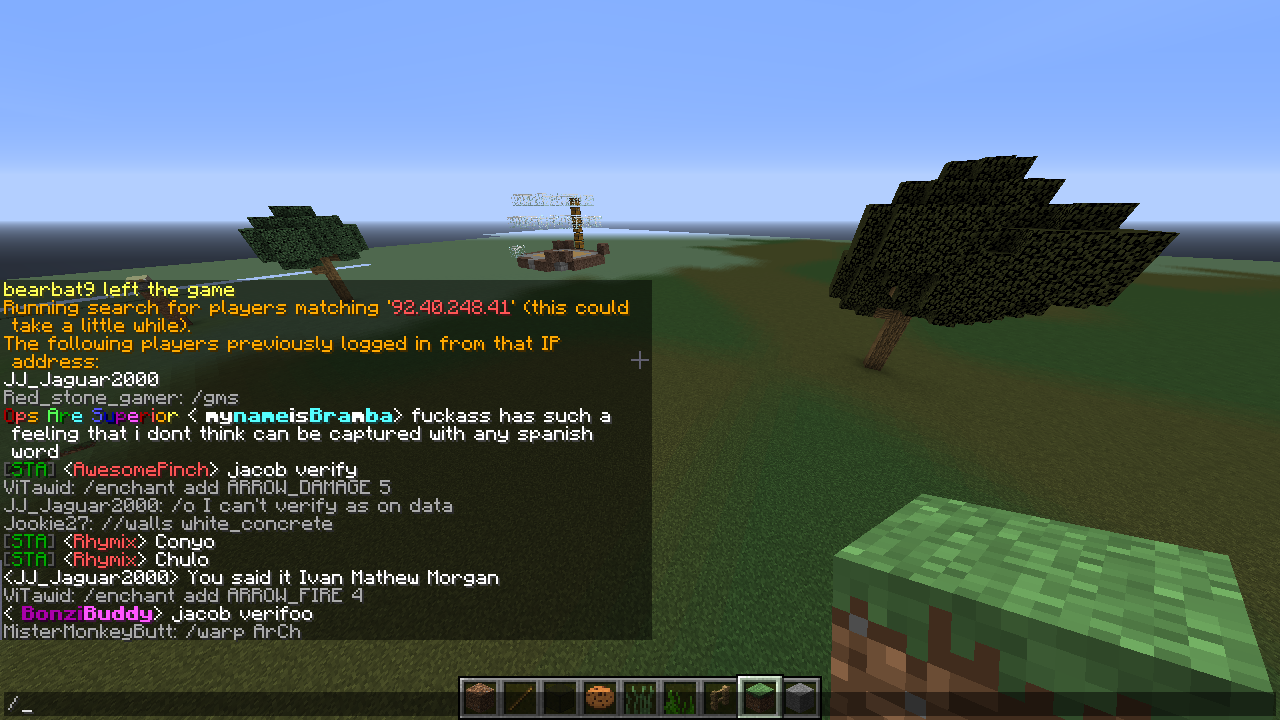 bearbat9 left the game
Running search for players matching '92.40.248.41' (this could
take a little while).
The following players previously logged in from that IP
address:
JJ_Jaguar2000
Red_stone_gamer: /gms
Ops Are Superior < mynameisBramba> fuckass has such a
feeling that i dont think can be captured with any spanish
word
[STA] <AwesomePinch> jacob verify
ViTawid: /enchant add ARROW_DAMAGE 5
JJ_Jaguar2000: /o I can't verify as on data
Jookie27: //walls white_concrete
[STA] <Rhymix> Conyo
[STA] <Rhymix> Chulo
<JJ_Jaguar2000> You said it Ivan Mathew Morgan
ViTawid: /enchant add ARROW_FIRE 4
< BonziBuddy> jacob verifoo
MisterMonkeyButt: /warp ArCh
/_